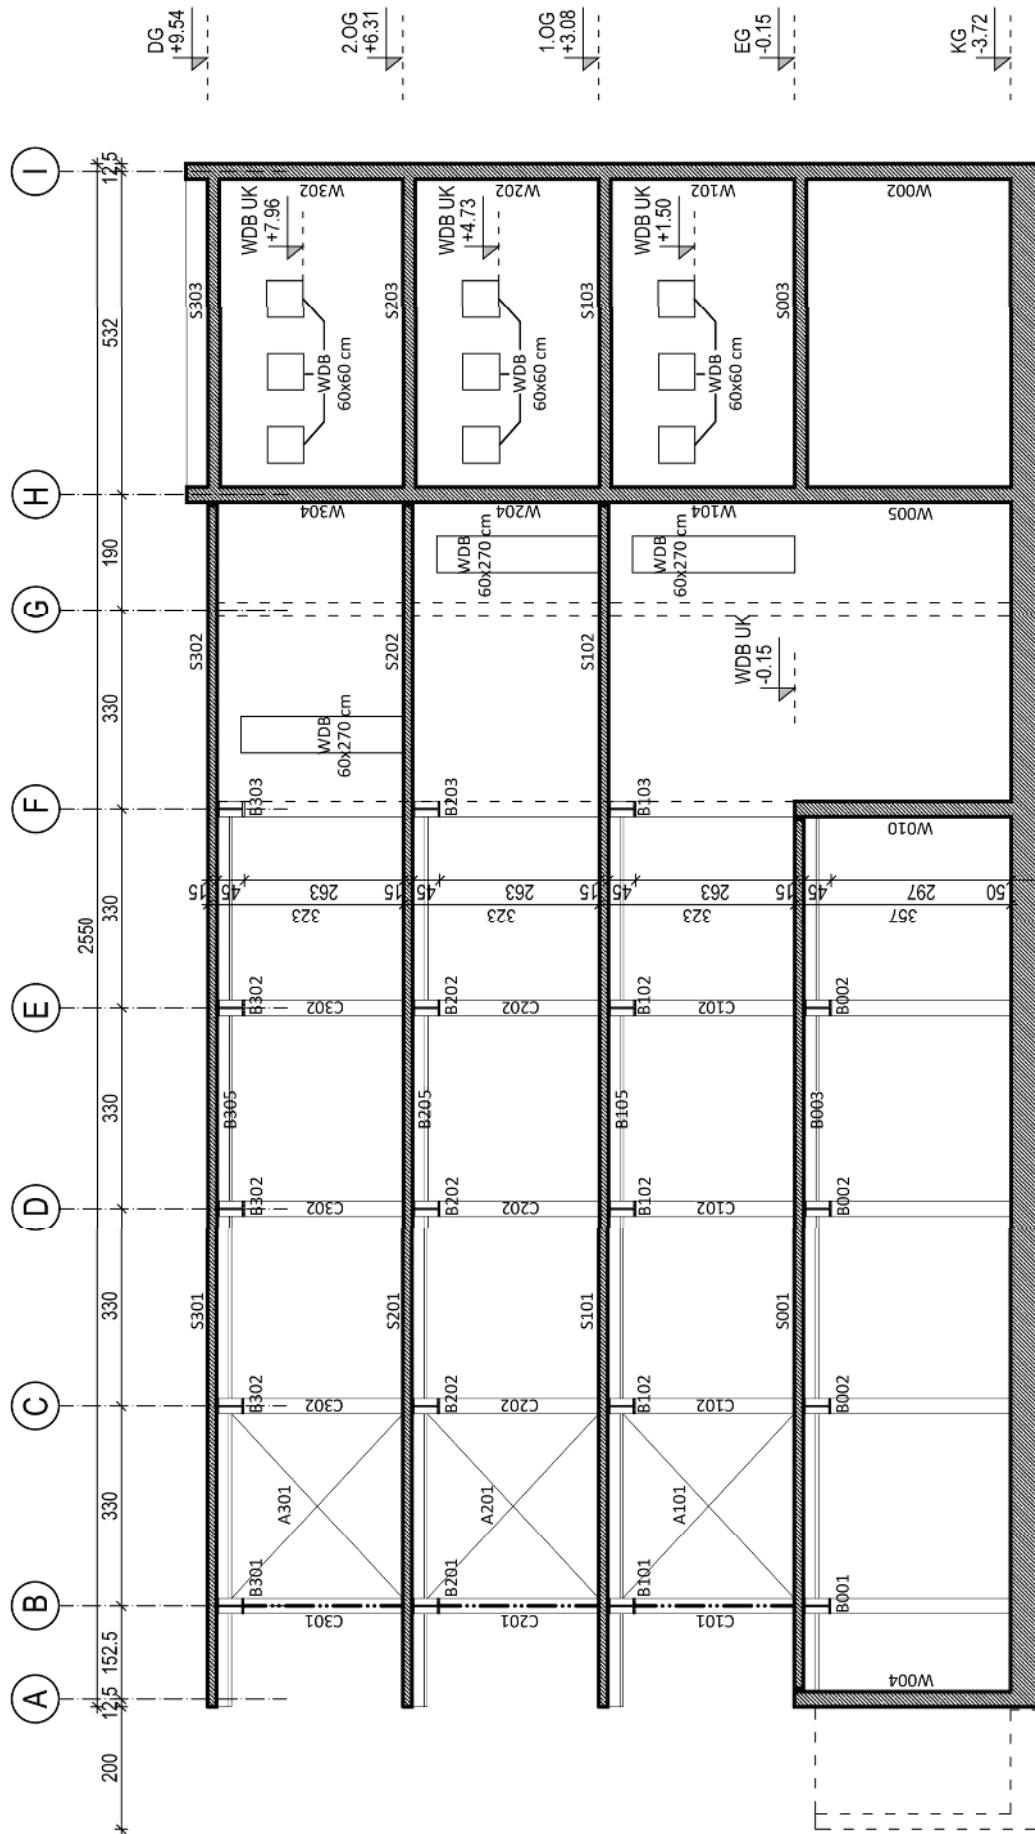 A
B
C
D
E
F
G
H
I
2550
200
12.5
152.5
330
330
330
330
330
190
532
12.5
DG
+9.54
2.OG
+6.31
1.OG
+3.08
EG
-0.15
KG
-3.72
S301
S302
S303
B301
B302
B302
B305
B302
B303
A301
C301
C302
C302
C302
W304
W302
WDB
60x270 cm
WDB
60x60 cm
WDB UK
+7.96
15
45
263
323
S201
S202
S203
B201
B202
B202
B205
B202
B203
A201
C201
C202
C202
C202
W204
W202
WDB
60x270 cm
WDB
60x60 cm
WDB UK
+4.73
15
45
263
323
S101
S102
S103
B101
B102
B102
B105
B102
B103
A101
C101
C102
C102
C102
W104
W102
WDB
60x270 cm
WDB
60x60 cm
WDB UK
+1.50
WDB UK
-0.15
15
45
263
323
S001
S003
B001
B002
B002
B003
B002
W004
W010
W005
W002
15
45
297
357
50